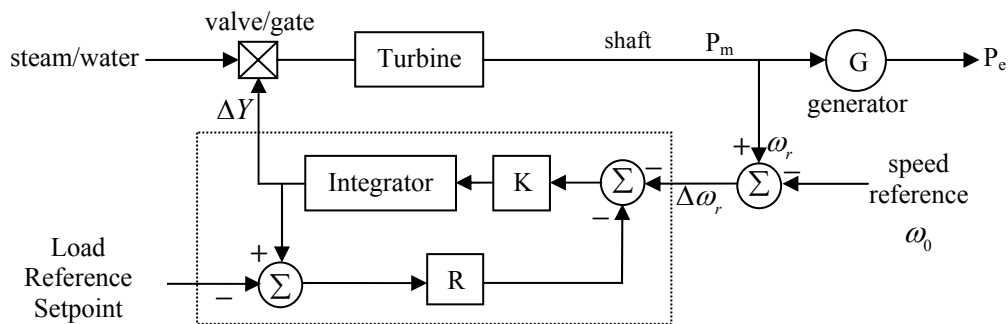 valve/gate
steam/water
Turbine
shaft
P_m
G
P_e
generator
ΔY
+
ω_r
−
Integrator
K
Σ
−
−
Δω_r
Σ
speed
reference
ω_0
Load
Reference
Setpoint
+
−
Σ
R